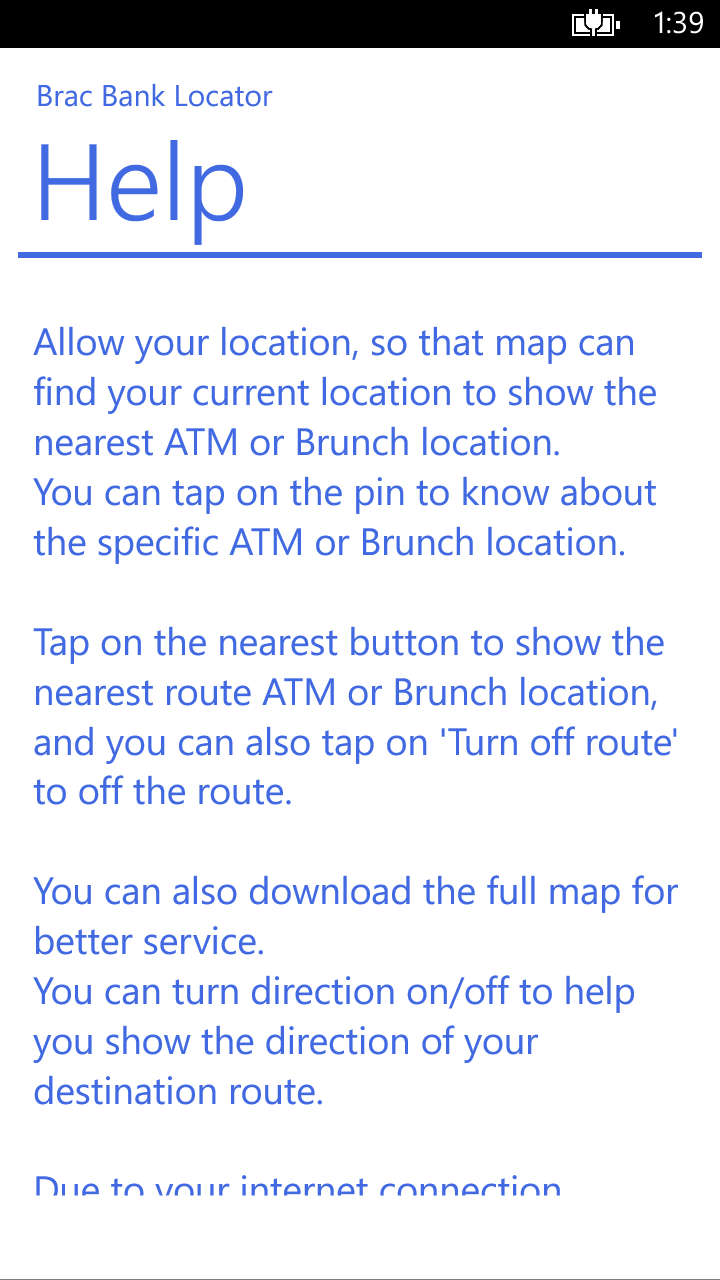 1:39
Brac Bank Locator
Help
Allow your location, so that map can
find your current location to show the
nearest ATM or Brunch location.
You can tap on the pin to know about
the specific ATM or Brunch location.
Tap on the nearest button to show the
nearest route ATM or Brunch location,
and you can also tap on 'Turn off route'
to off the route.
You can also download the full map for
better service.
You can turn direction on/off to help
you show the direction of your
destination route.
Due to your internet connection